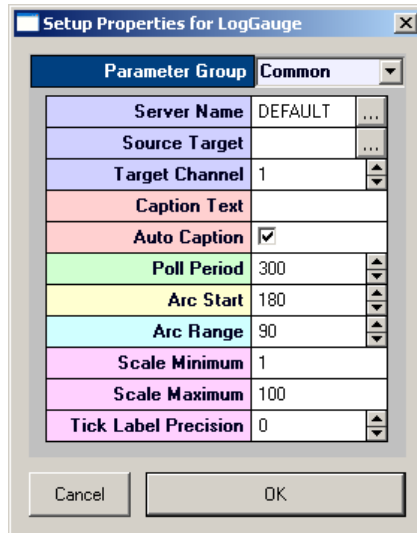 Setup Properties for LogGauge
Parameter Group Common
Server Name DEFAULT ...
Source Target ...
Target Channel 1
Caption Text
Auto Caption
Poll Period 300
Arc Start 180
Arc Range 90
Scale Minimum 1
Scale Maximum 100
Tick Label Precision 0
Cancel OK